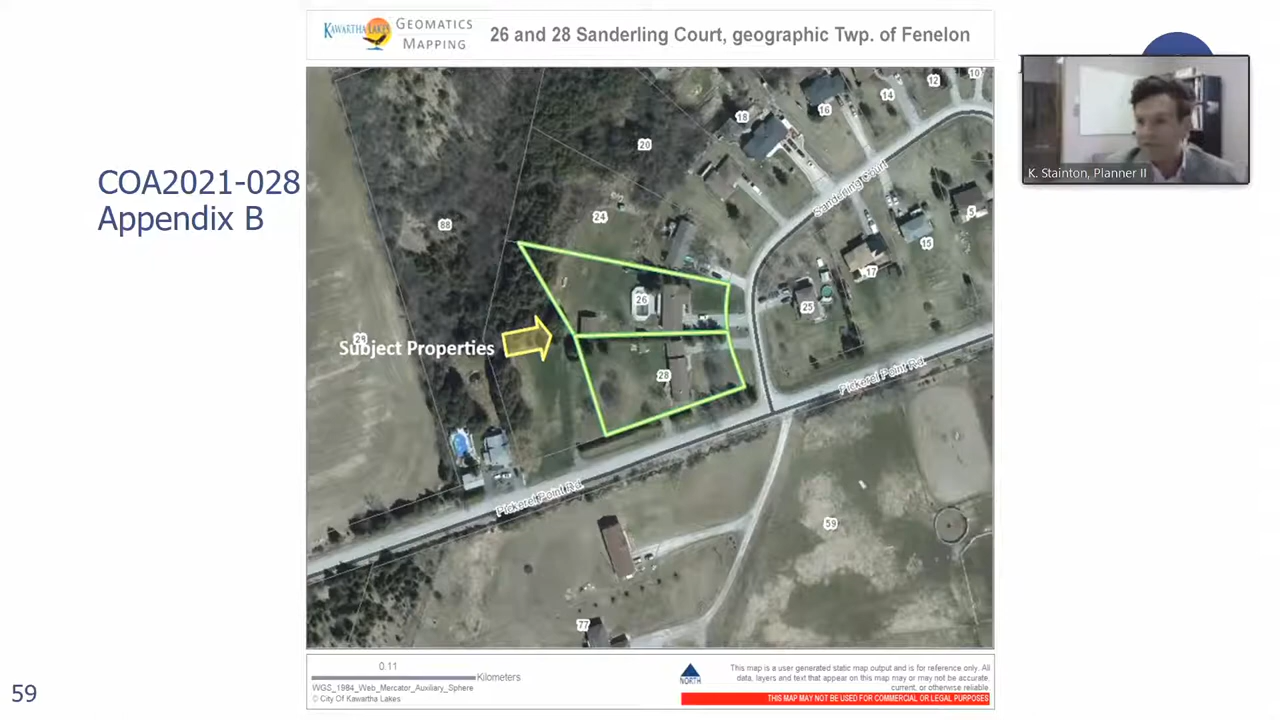 KAWARTHA LAKES
GEOMATICS
MAPPING
26 and 28 Sanderling Court, geographic Twp. of Fenelon
COA2021-028
Appendix B
K. Stainton, Planner II
10
12
14
16
18
20
Sanderling Court
24
88
5
15
17
26
25
Subject Properties
28
Pickerel Point Rd.
Pickerel Point Rd.
59
77
0.11
Kilometers
WGS_1984_Web_Mercator_Auxiliary_Sphere
© City Of Kawartha Lakes
NORTH
This map is a user generated static map output and is for reference only. All
data, layers and text that appear on this map may or may not be accurate,
current, or otherwise reliable.
THIS MAP MAY NOT BE USED FOR COMMERCIAL OR LEGAL PURPOSES
59